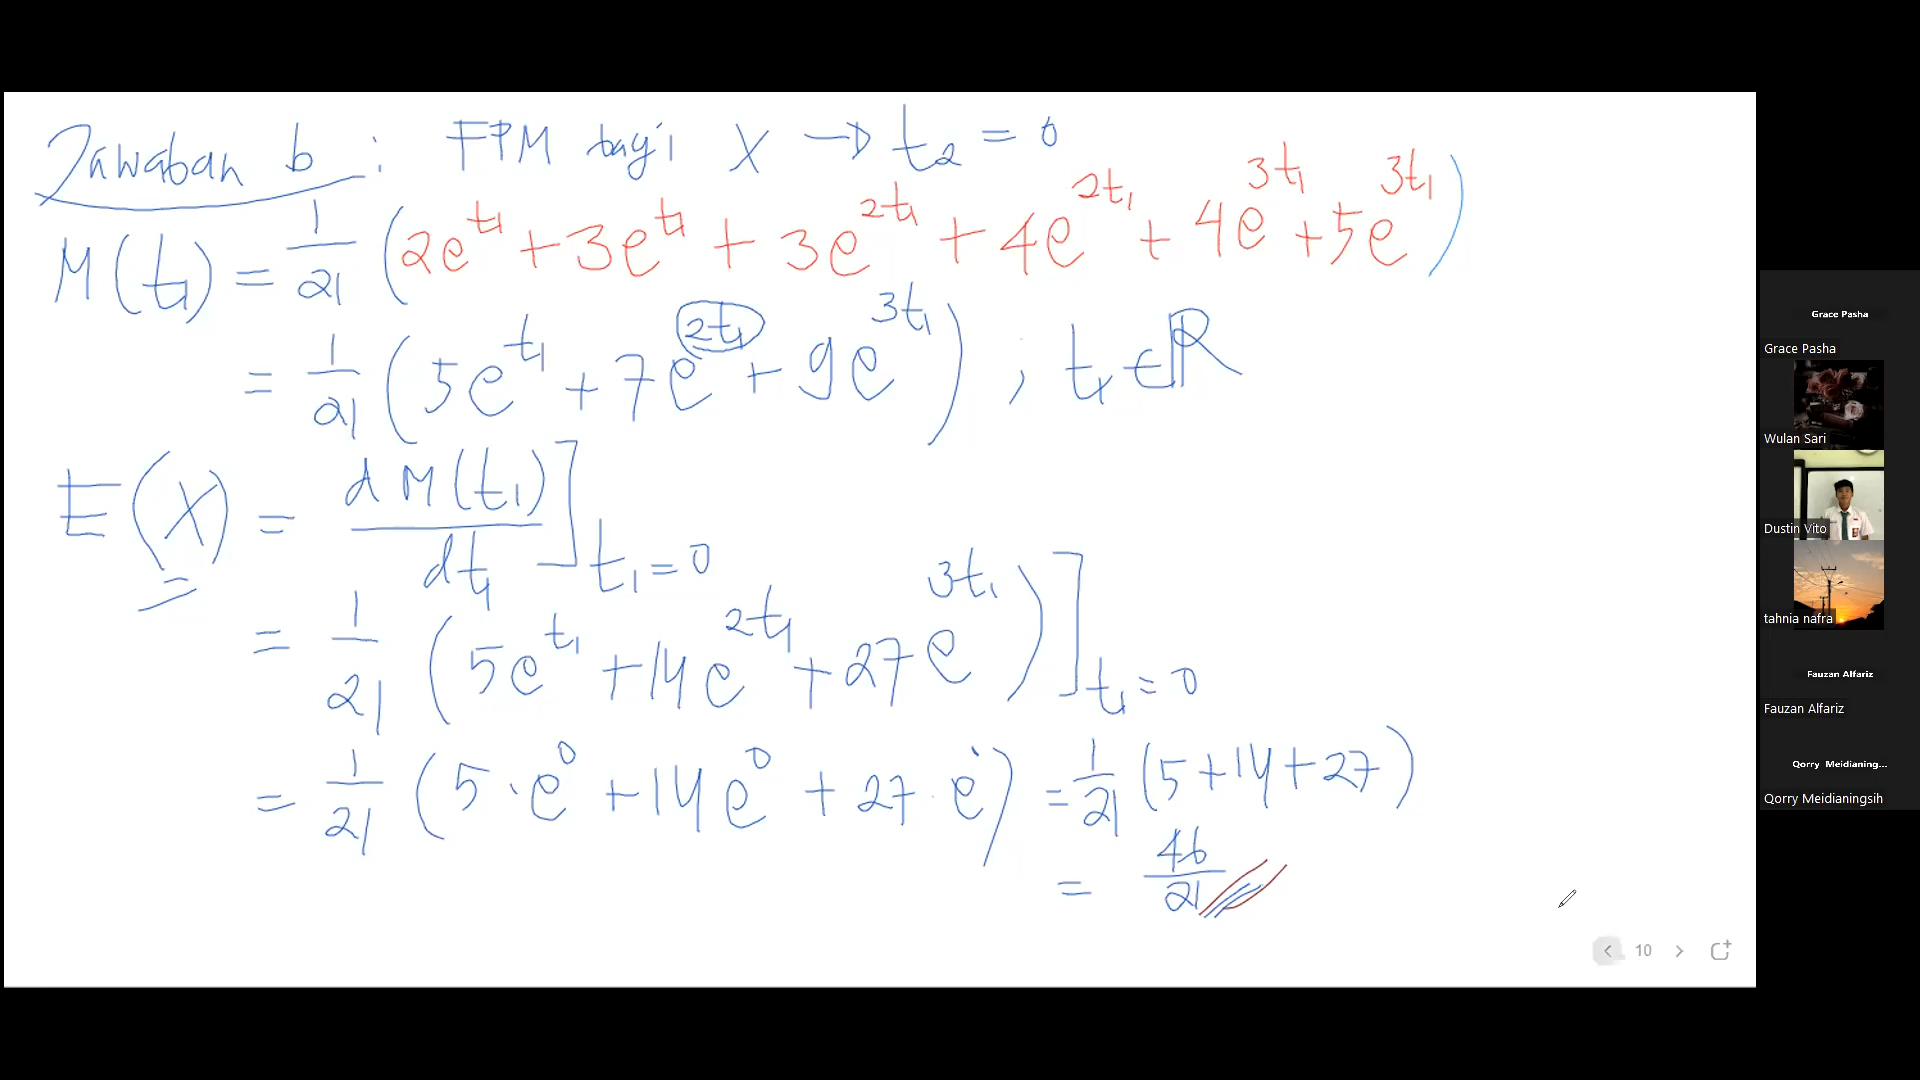 Jawaban b : FPM bagi X → t₂ = 0
M(t₁) = 1/21 (2e^{t₁} + 3e^{t₁} + 3e^{2t₁} + 4e^{2t₁} + 4e^{3t₁} + 5e^{3t₁})
= 1/21 (5e^{t₁} + 7e^{2t₁} + 9e^{3t₁}) ; t₁ ∈ ℝ
E(X) = dM(t₁)/dt₁ ]t₁ = 0
= 1/21 (5e^{t₁} + 14e^{2t₁} + 27e^{3t₁}) ]t₁ = 0
= 1/21 (5·e^0 + 14e^0 + 27·e^0) = 1/21 (5 + 14 + 27)
= 46/21
10
Grace Pasha
Grace Pasha
Wulan Sari
Dustin Vito
tahnia nafra
Fauzan Alfariz
Fauzan Alfariz
Qorry Meidianing...
Qorry Meidianingsih